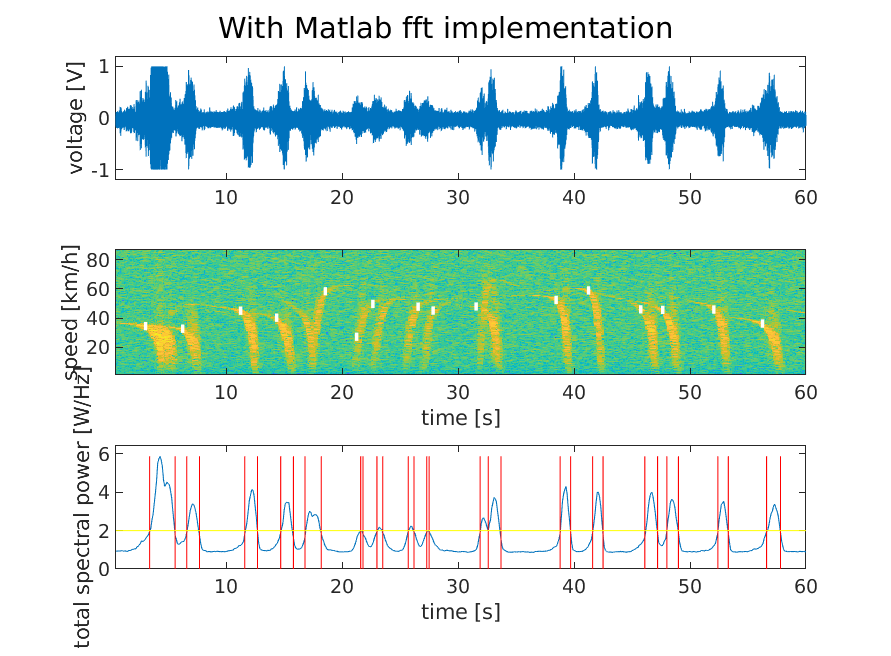 With Matlab fft implementation
voltage [V]
1
0
-1
10 20 30 40 50 60
speed [km/h]
80
60
40
20
10 20 30 40 50 60
time [s]
total spectral power [W/Hz]
6
4
2
0
10 20 30 40 50 60
time [s]